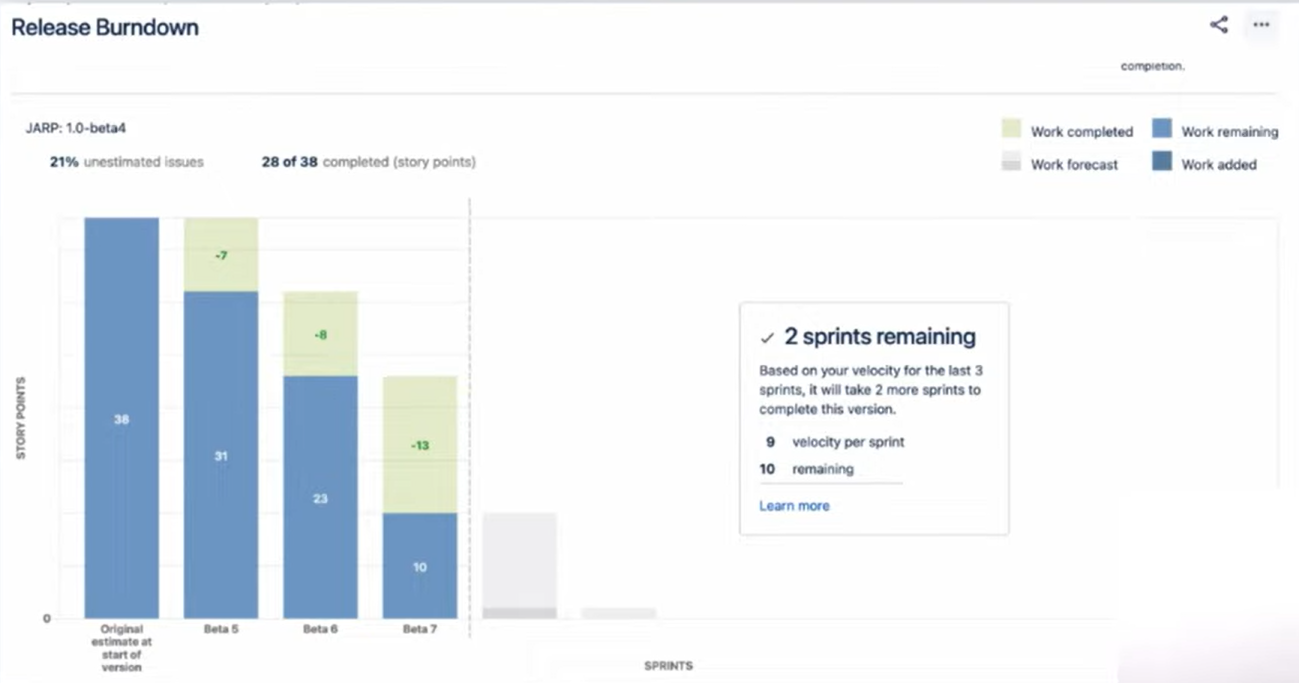 Release Burndown
completion.
JARP: 1.0-beta4
21% unestimated issues
28 of 38 completed (story points)
Work completed
Work remaining
Work forecast
Work added
STORY POINTS
38
-7
31
-8
23
-13
10
0
Original
estimate at
start of
version
Beta 5
Beta 6
Beta 7
SPRINTS
2 sprints remaining
Based on your velocity for the last 3
sprints, it will take 2 more sprints to
complete this version.
9 velocity per sprint
10 remaining
Learn more